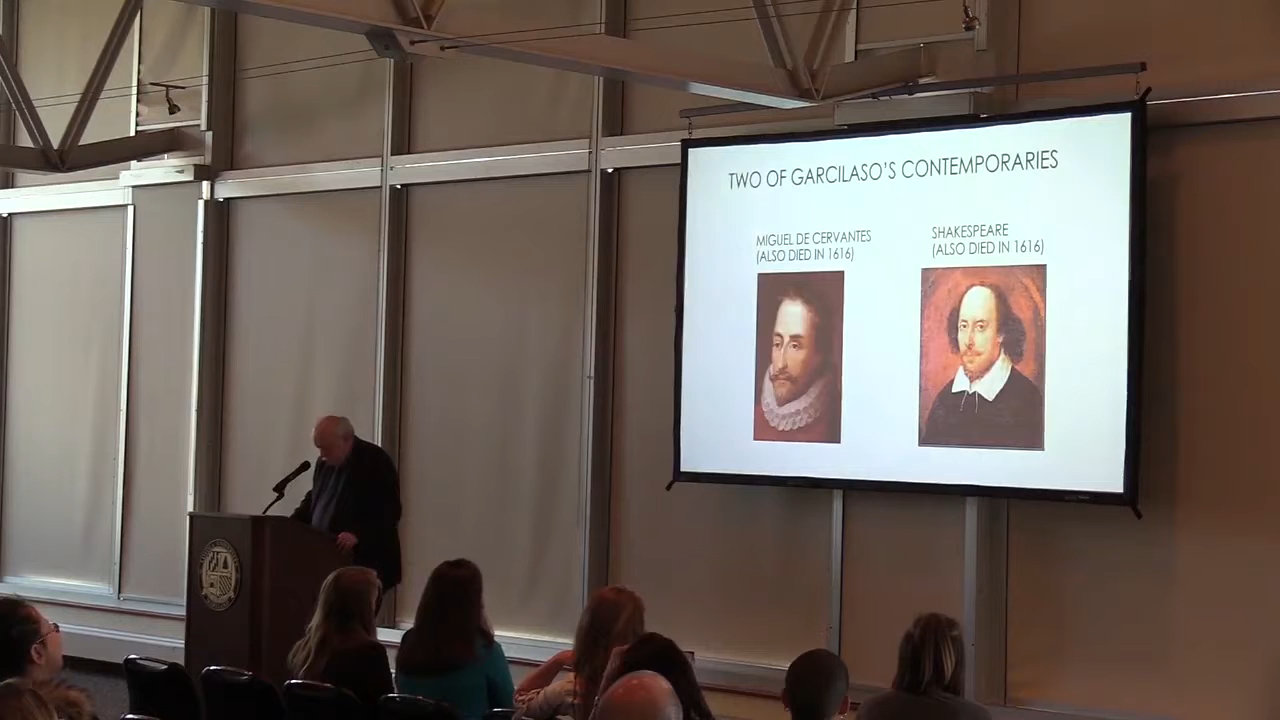 TWO OF GARCILASO'S CONTEMPORARIES
MIGUEL DE CERVANTES
(ALSO DIED IN 1616)
SHAKESPEARE
(ALSO DIED IN 1616)